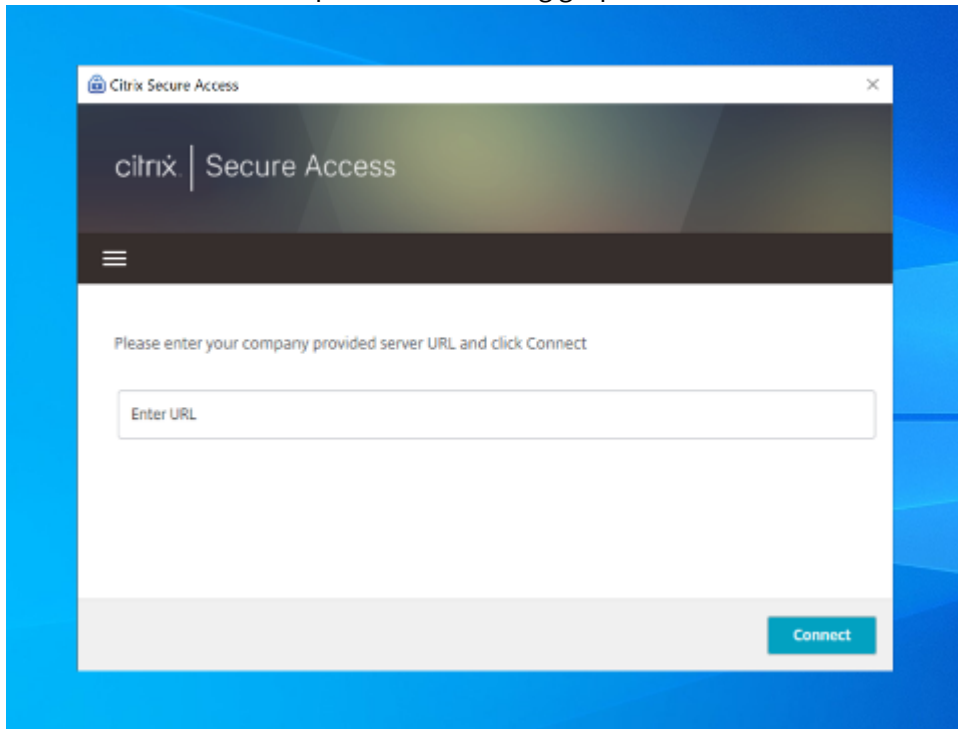 Citrix Secure Access
citrix. | Secure Access
Please enter your company provided server URL and click Connect
Enter URL
Connect